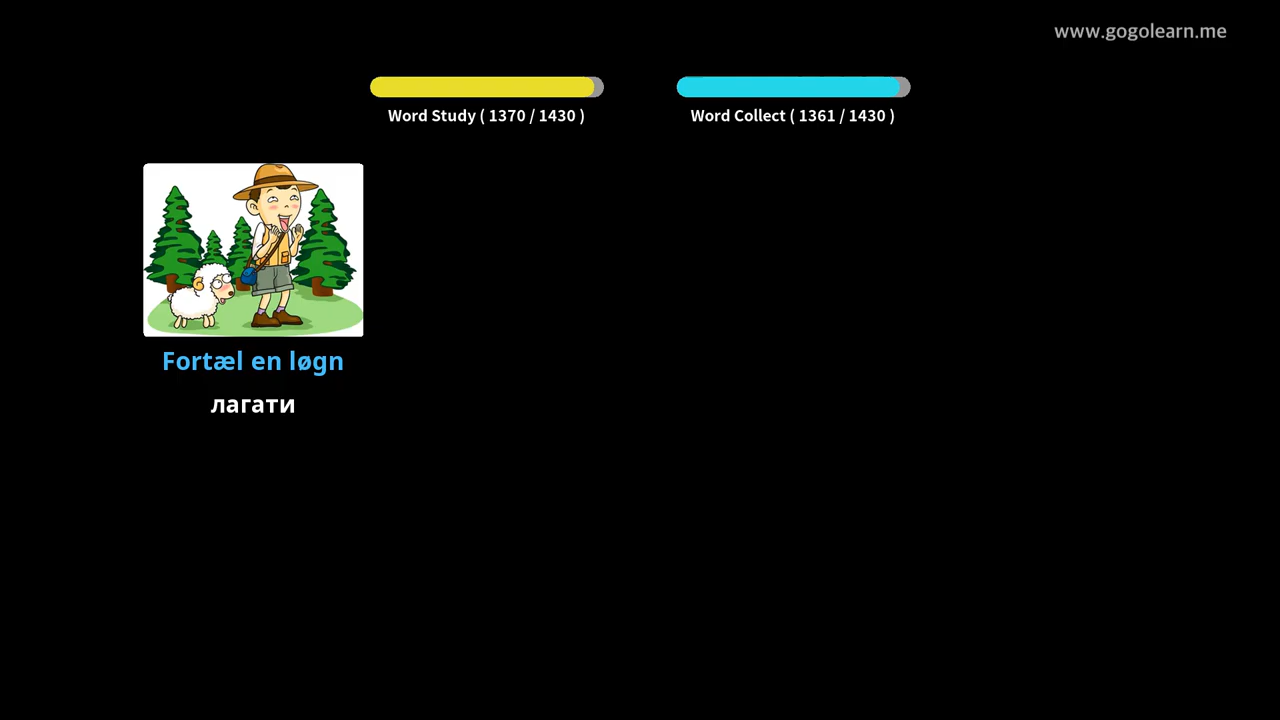 www.gogolearn.me
Word Study ( 1370 / 1430 )
Word Collect ( 1361 / 1430 )
Fortæl en løgn
лагати